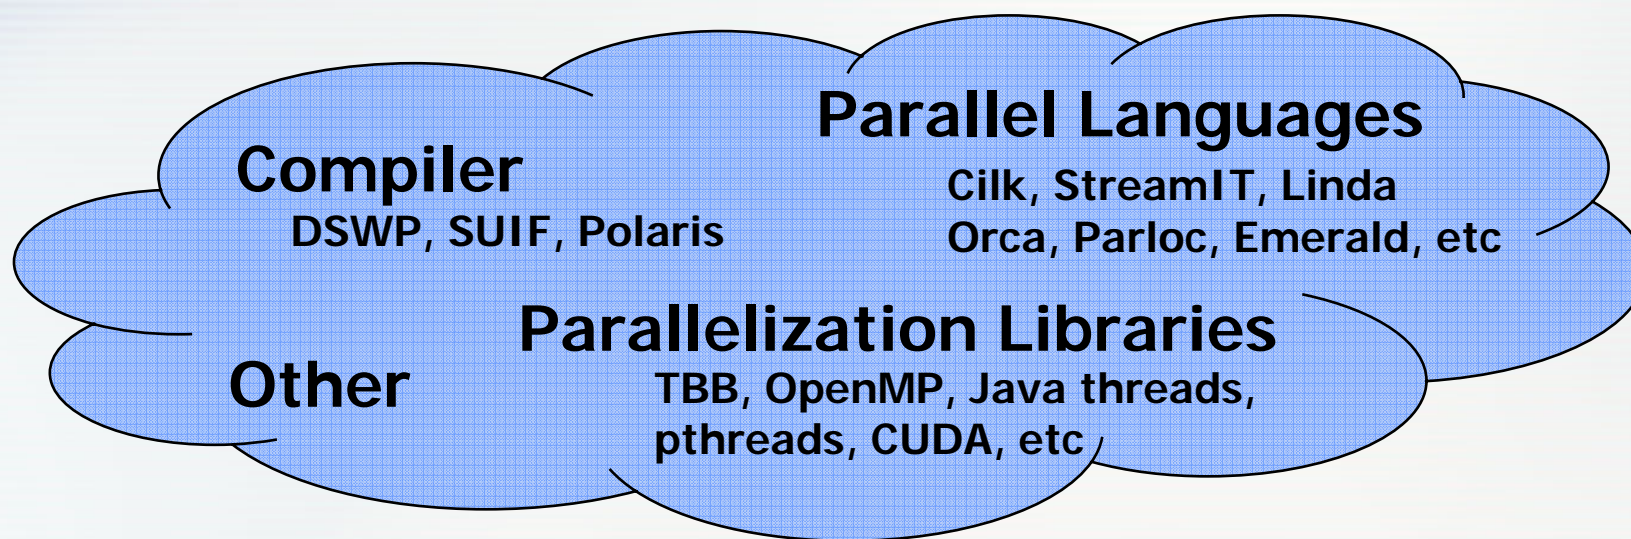 Compiler
DSWP, SUIF, Polaris
Parallel Languages
Cilk, StreamIT, Linda
Orca, Parloc, Emerald, etc
Other
Parallelization Libraries
TBB, OpenMP, Java threads,
pthreads, CUDA, etc